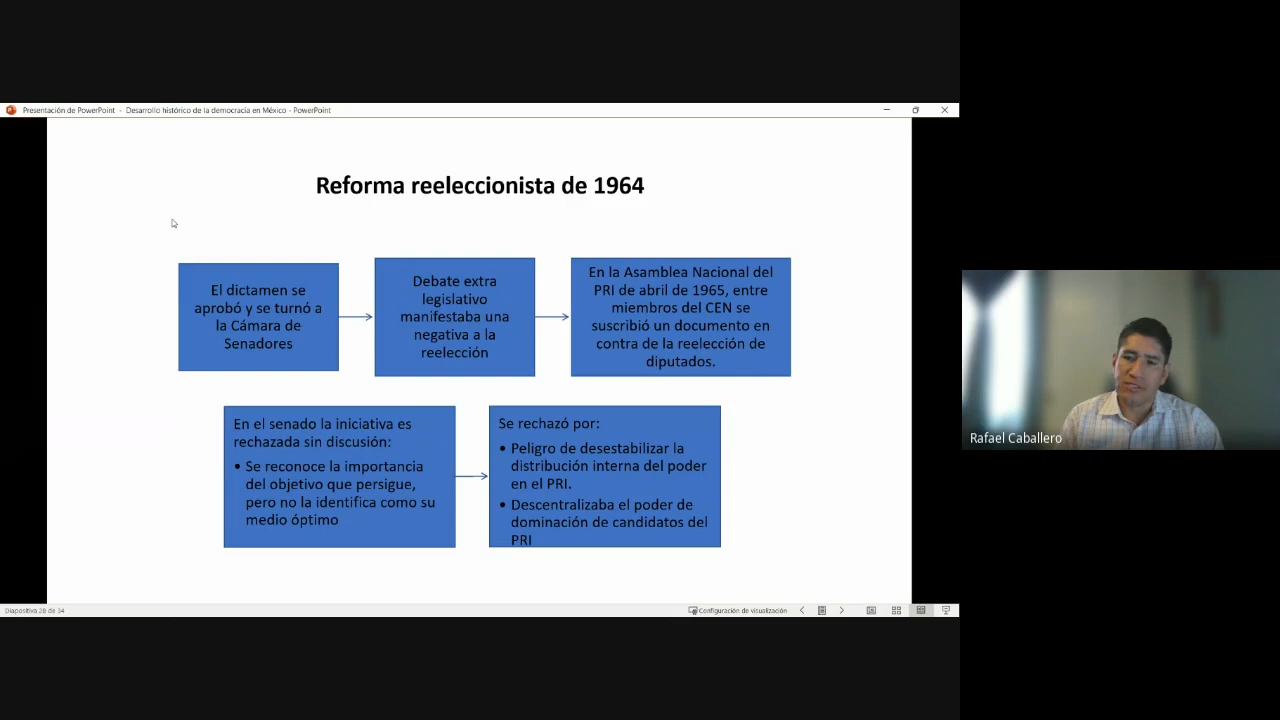 Presentación de PowerPoint - Desarrollo histórico de la democracia en México - PowerPoint
Reforma reeleccionista de 1964
El dictamen se
aprobó y se turnó a
la Cámara de
Senadores
Debate extra
legislativo
manifestaba una
negativa a la
reelección
En la Asamblea Nacional del
PRI de abril de 1965, entre
miembros del CEN se
suscribió un documento en
contra de la reelección de
diputados.
En el senado la iniciativa es
rechazada sin discusión:
• Se reconoce la importancia
del objetivo que persigue,
pero no la identifica como su
medio óptimo
Se rechazó por:
• Peligro de desestabilizar la
distribución interna del poder
en el PRI.
• Descentralizaba el poder de
dominación de candidatos del
PRI
Rafael Caballero
Diapositiva 28 de 34
Configuración de visualización